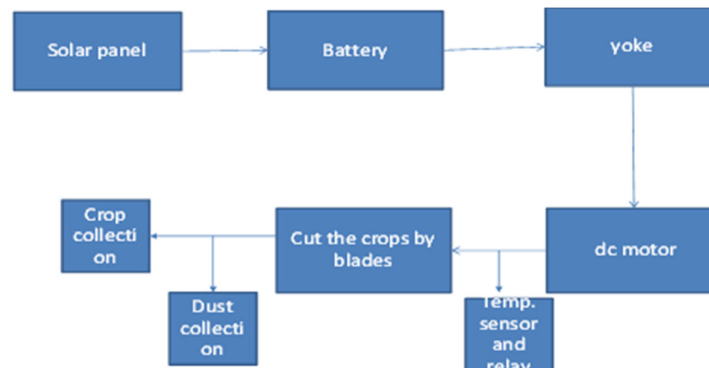 Solar panel
Battery
yoke
Crop
collecti
on
Cut the crops by
blades
dc motor
Dust
collecti
on
Temp.
sensor
and
relay